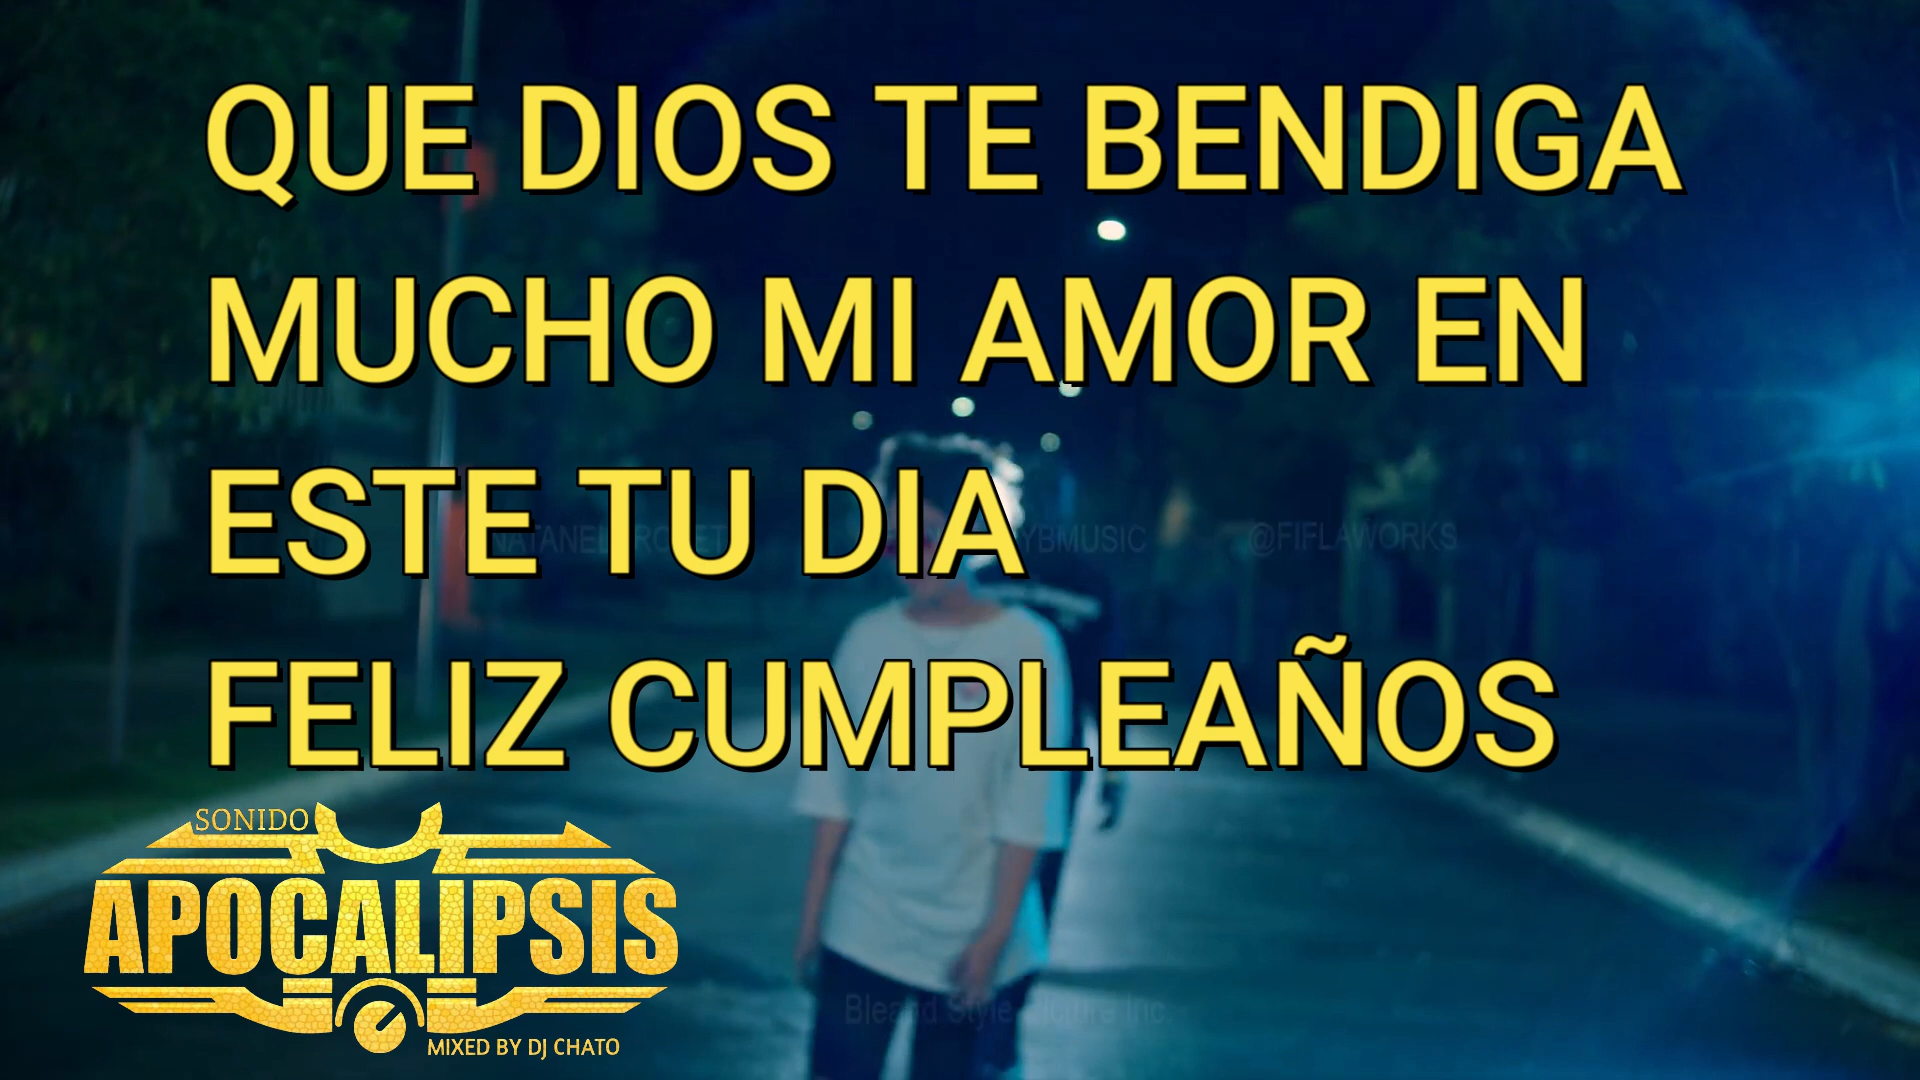 QUE DIOS TE BENDIGA
MUCHO MI AMOR EN
ESTE TU DIA
FELIZ CUMPLEAÑOS
@FIFLAWORKS
SONIDO
APOCALIPSIS
MIXED BY DJ CHATO